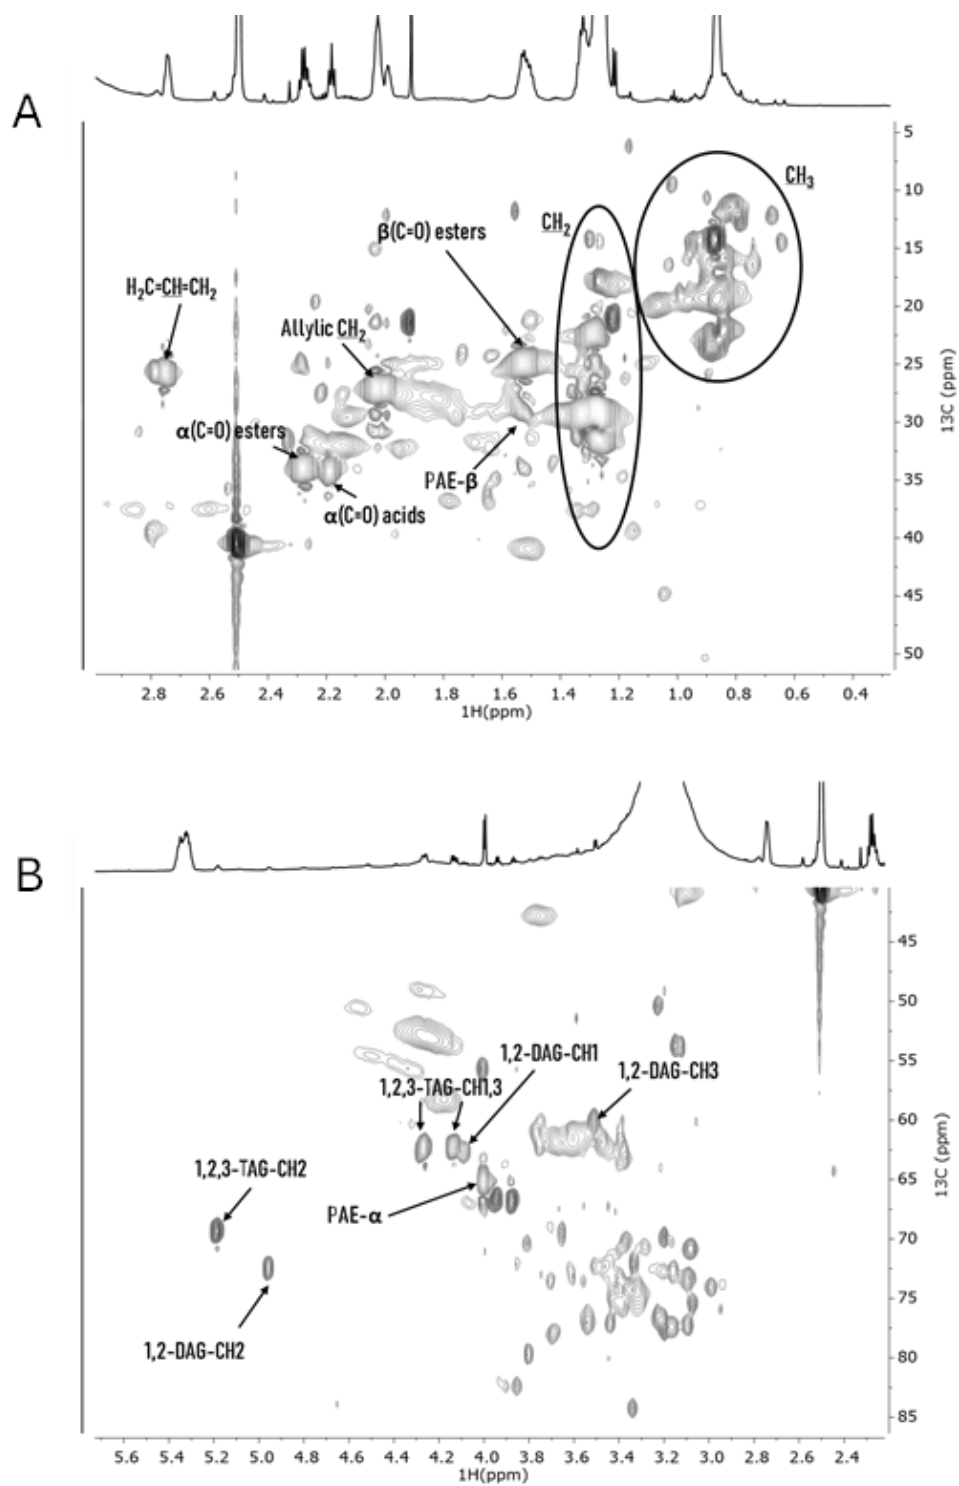 A
CH₃
CH₂
β(C=O) esters
H₂C=CH=CH₂
Allylic CH₂
α(C=O) esters
PAE-β
α(C=O) acids
5
10
15
20
25
30
35
40
45
50
13C (ppm)
2.8 2.6 2.4 2.2 2.0 1.8 1.6 1.4 1.2 1.0 0.8 0.6 0.4
1H(ppm)
B
1,2-DAG-CH1
1,2-DAG-CH3
1,2,3-TAG-CH1,3
1,2,3-TAG-CH2
PAE-α
1,2-DAG-CH2
45
50
55
60
65
70
75
80
85
13C (ppm)
5.6 5.4 5.2 5.0 4.8 4.6 4.4 4.2 4.0 3.8 3.6 3.4 3.2 3.0 2.8 2.6 2.4
1H(ppm)